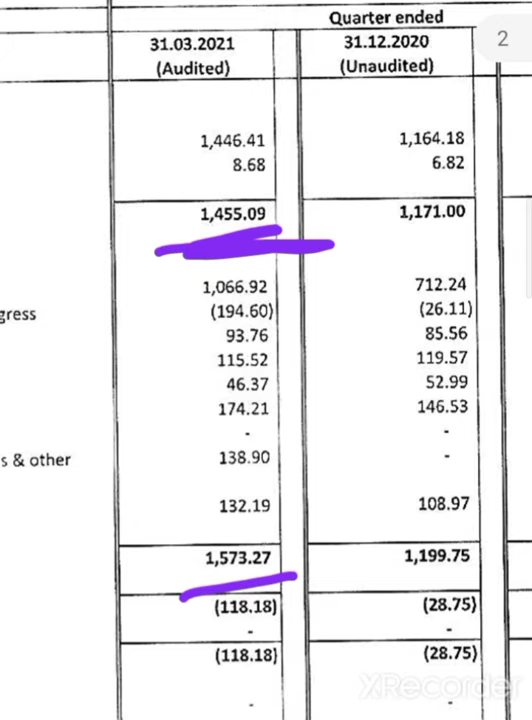 Quarter ended
31.03.2021 31.12.2020 2
(Audited) (Unaudited)
1,446.41 1,164.18
8.68 6.82
1,455.09 1,171.00
1,066.92 712.24
gress (194.60) (26.11)
93.76 85.56
115.52 119.57
46.37 52.99
174.21 146.53
- -
s & other 138.90 -
132.19 108.97
1,573.27 1,199.75
(118.18) (28.75)
- -
(118.18) (28.75)
XRecorder
- -